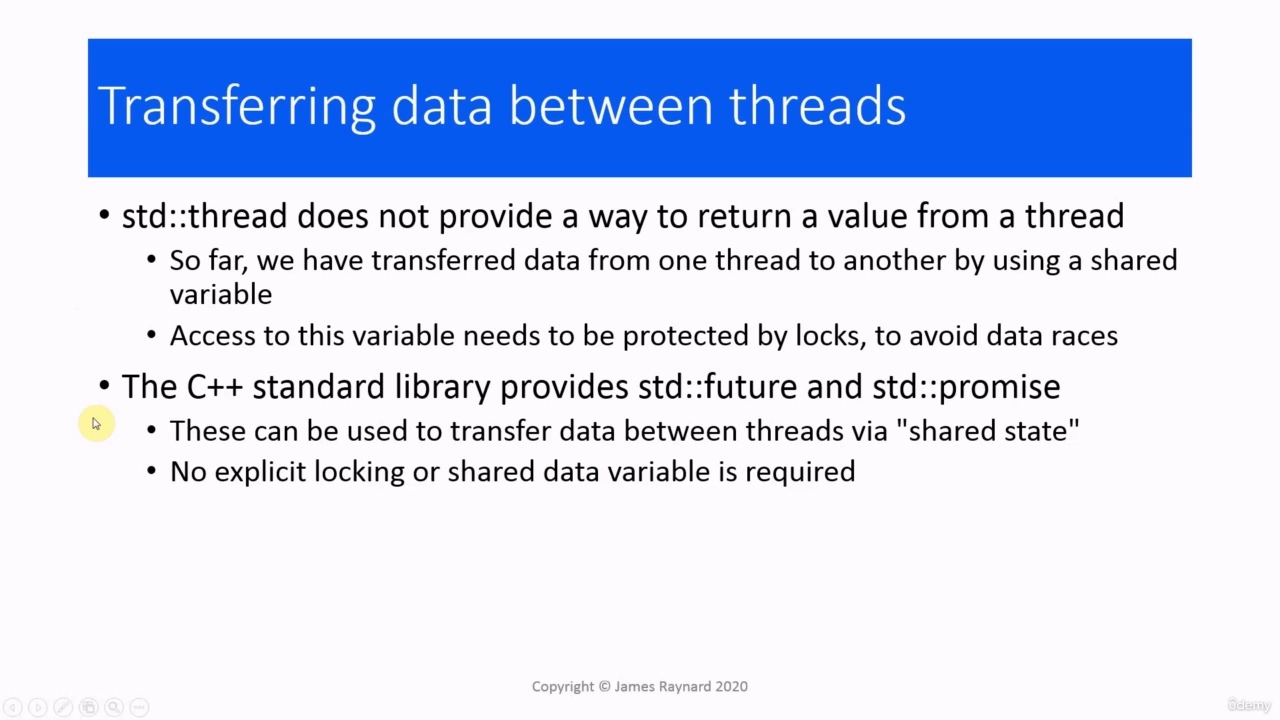 Transferring data between threads
• std::thread does not provide a way to return a value from a thread
• So far, we have transferred data from one thread to another by using a shared
variable
• Access to this variable needs to be protected by locks, to avoid data races
• The C++ standard library provides std::future and std::promise
• These can be used to transfer data between threads via "shared state"
• No explicit locking or shared data variable is required
Copyright © James Raynard 2020
ûdemy